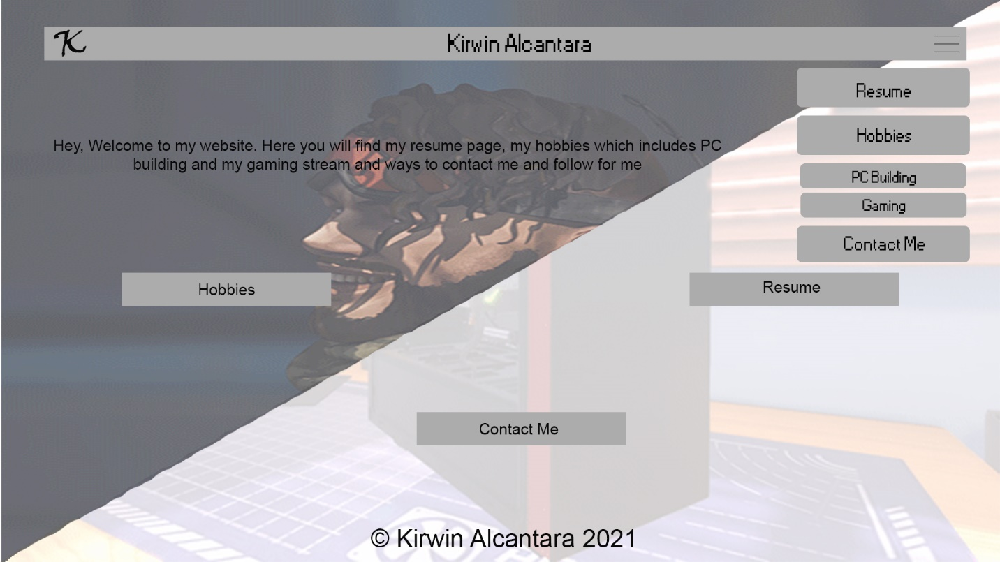 K
Kirwin Alcantara
Resume
Hobbies
PC Building
Gaming
Contact Me
Hey, Welcome to my website. Here you will find my resume page, my hobbies which includes PC
building and my gaming stream and ways to contact me and follow for me
Hobbies
Resume
Contact Me
© Kirwin Alcantara 2021